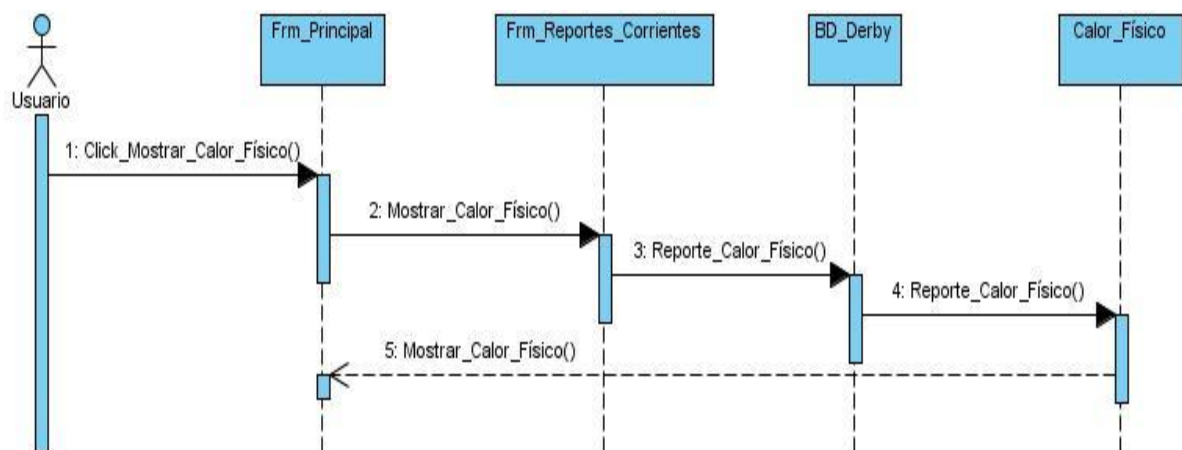 Frm_Principal
Frm_Reportes_Corrientes
BD_Derby
Calor_Físico
Usuario
1: Click_Mostrar_Calor_Físico()
2: Mostrar_Calor_Físico()
3: Reporte_Calor_Físico()
4: Reporte_Calor_Físico()
5: Mostrar_Calor_Físico()